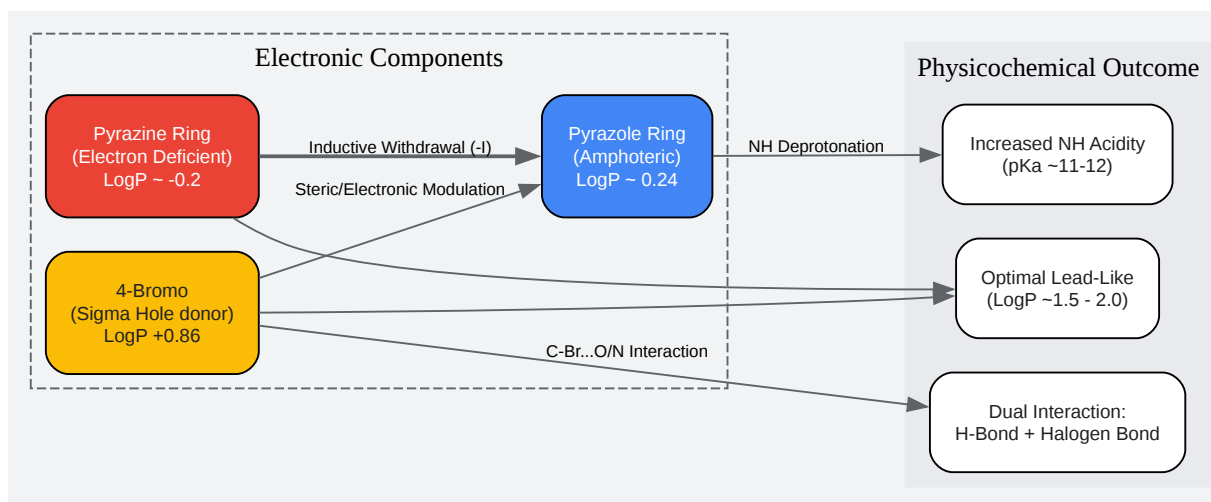 Electronic Components
Pyrazine Ring
(Electron Deficient)
LogP ~ -0.2
Inductive Withdrawal (-I)
Steric/Electronic Modulation
Pyrazole Ring
(Amphoteric)
LogP ~ 0.24
NH Deprotonation
4-Bromo
(Sigma Hole donor)
LogP +0.86
C-Br...O/N Interaction
Physicochemical Outcome
Increased NH Acidity
(pKa ~11-12)
Optimal Lead-Like
(LogP ~1.5 - 2.0)
Dual Interaction:
H-Bond + Halogen Bond